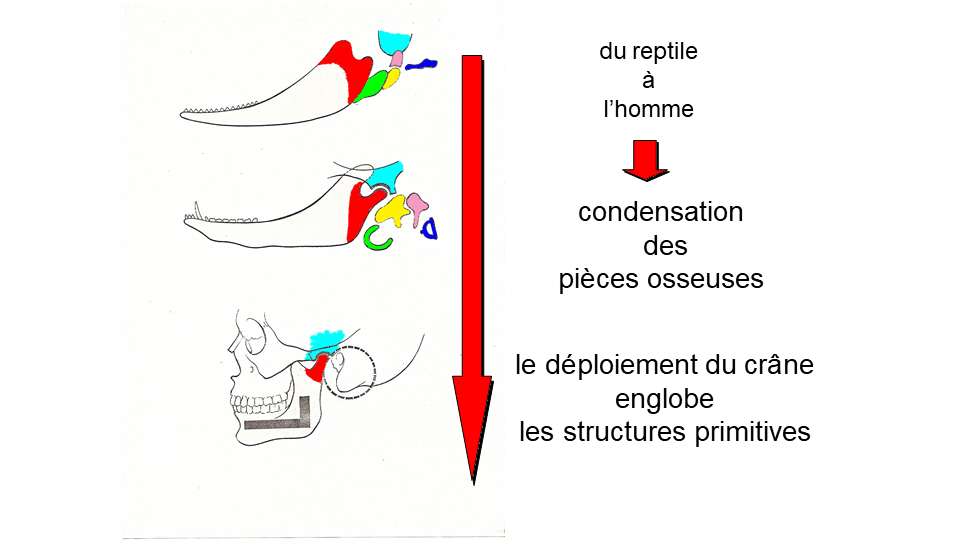 du reptile
à
l’homme
condensation
des
pièces osseuses
le déploiement du crâne
englobe
les structures primitives